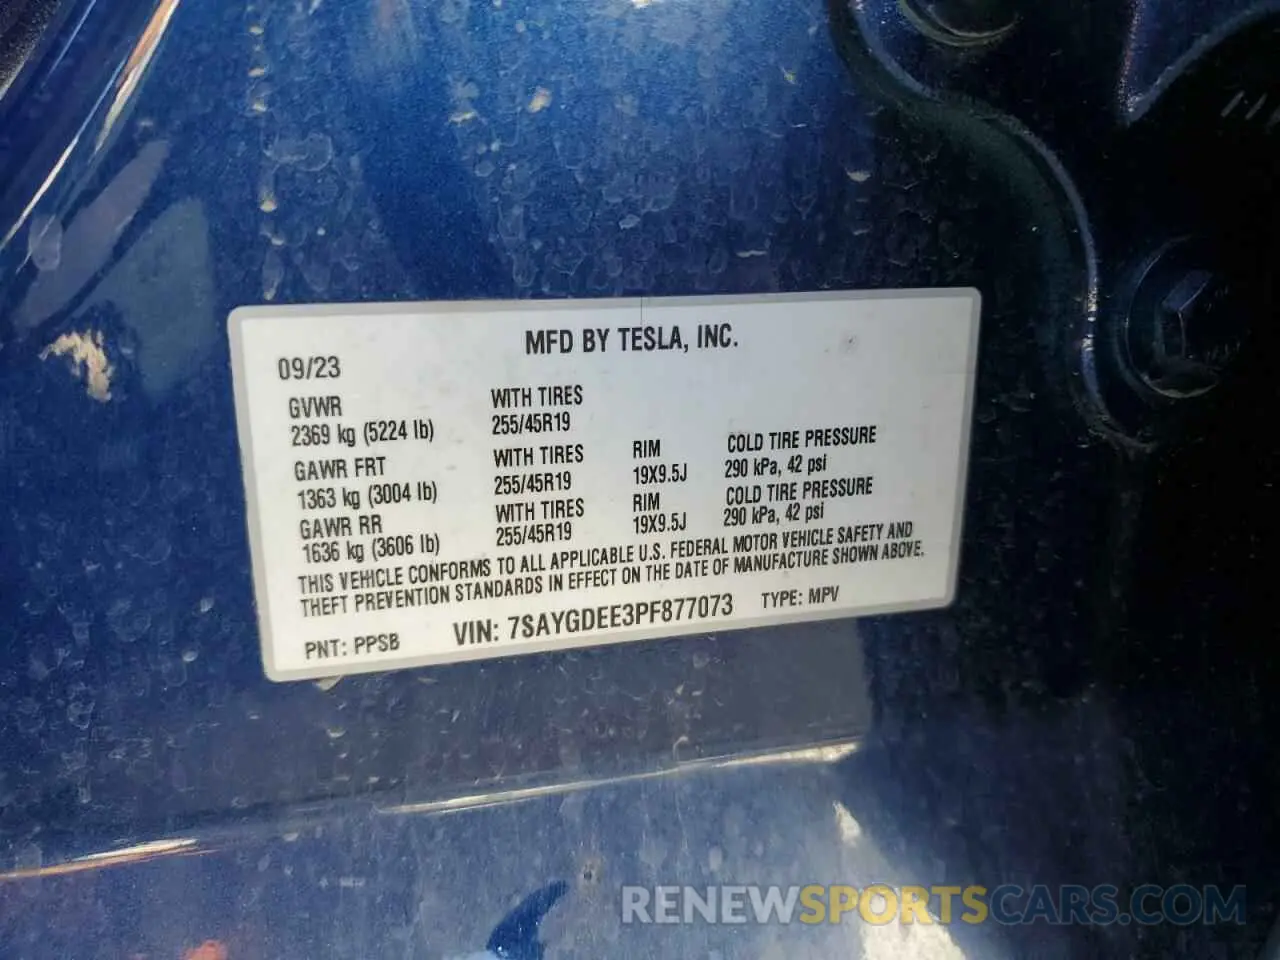 MFD BY TESLA, INC.
09/23
GVWR WITH TIRES
2369 kg (5224 lb) 255/45R19
GAWR FRT WITH TIRES RIM COLD TIRE PRESSURE
1363 kg (3004 lb) 255/45R19 19X9.5J 290 kPa, 42 psi
GAWR RR WITH TIRES RIM COLD TIRE PRESSURE
1636 kg (3606 lb) 255/45R19 19X9.5J 290 kPa, 42 psi
THIS VEHICLE CONFORMS TO ALL APPLICABLE U.S. FEDERAL MOTOR VEHICLE SAFETY AND
THEFT PREVENTION STANDARDS IN EFFECT ON THE DATE OF MANUFACTURE SHOWN ABOVE.
PNT: PPSB VIN: 7SAYGDEE3PF877073 TYPE: MPV
RENEWSPORTSCARS.COM